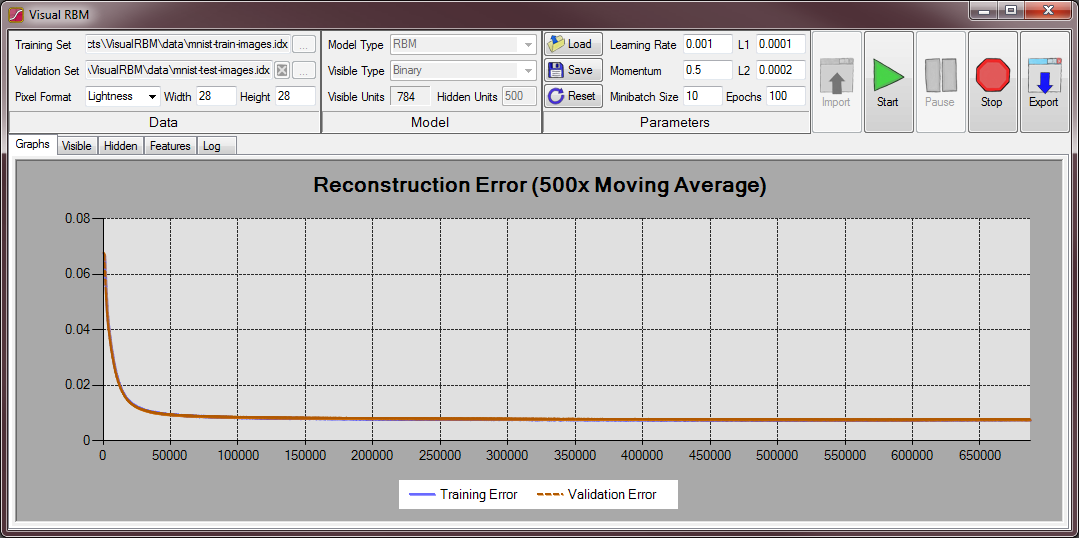 Visual RBM
Training Set :ts\VisualRBM\data\mnist-train-images.idx ...
Validation Set \VisualRBM\data\mnist-test-images.idx ...
Pixel Format Lightness Width 28 Height 28
Data
Model Type RBM
Visible Type Binary
Visible Units 784 Hidden Units 500
Model
Load Learning Rate 0.001 L1 0.0001
Save Momentum 0.5 L2 0.0002
Reset Minibatch Size 10 Epochs 100
Parameters
Import Start Pause Stop Export
Graphs Visible Hidden Features Log
Reconstruction Error (500x Moving Average)
0.08
0.06
0.04
0.02
0
0 50000 100000 150000 200000 250000 300000 350000 400000 450000 500000 550000 600000 650000
Training Error Validation Error